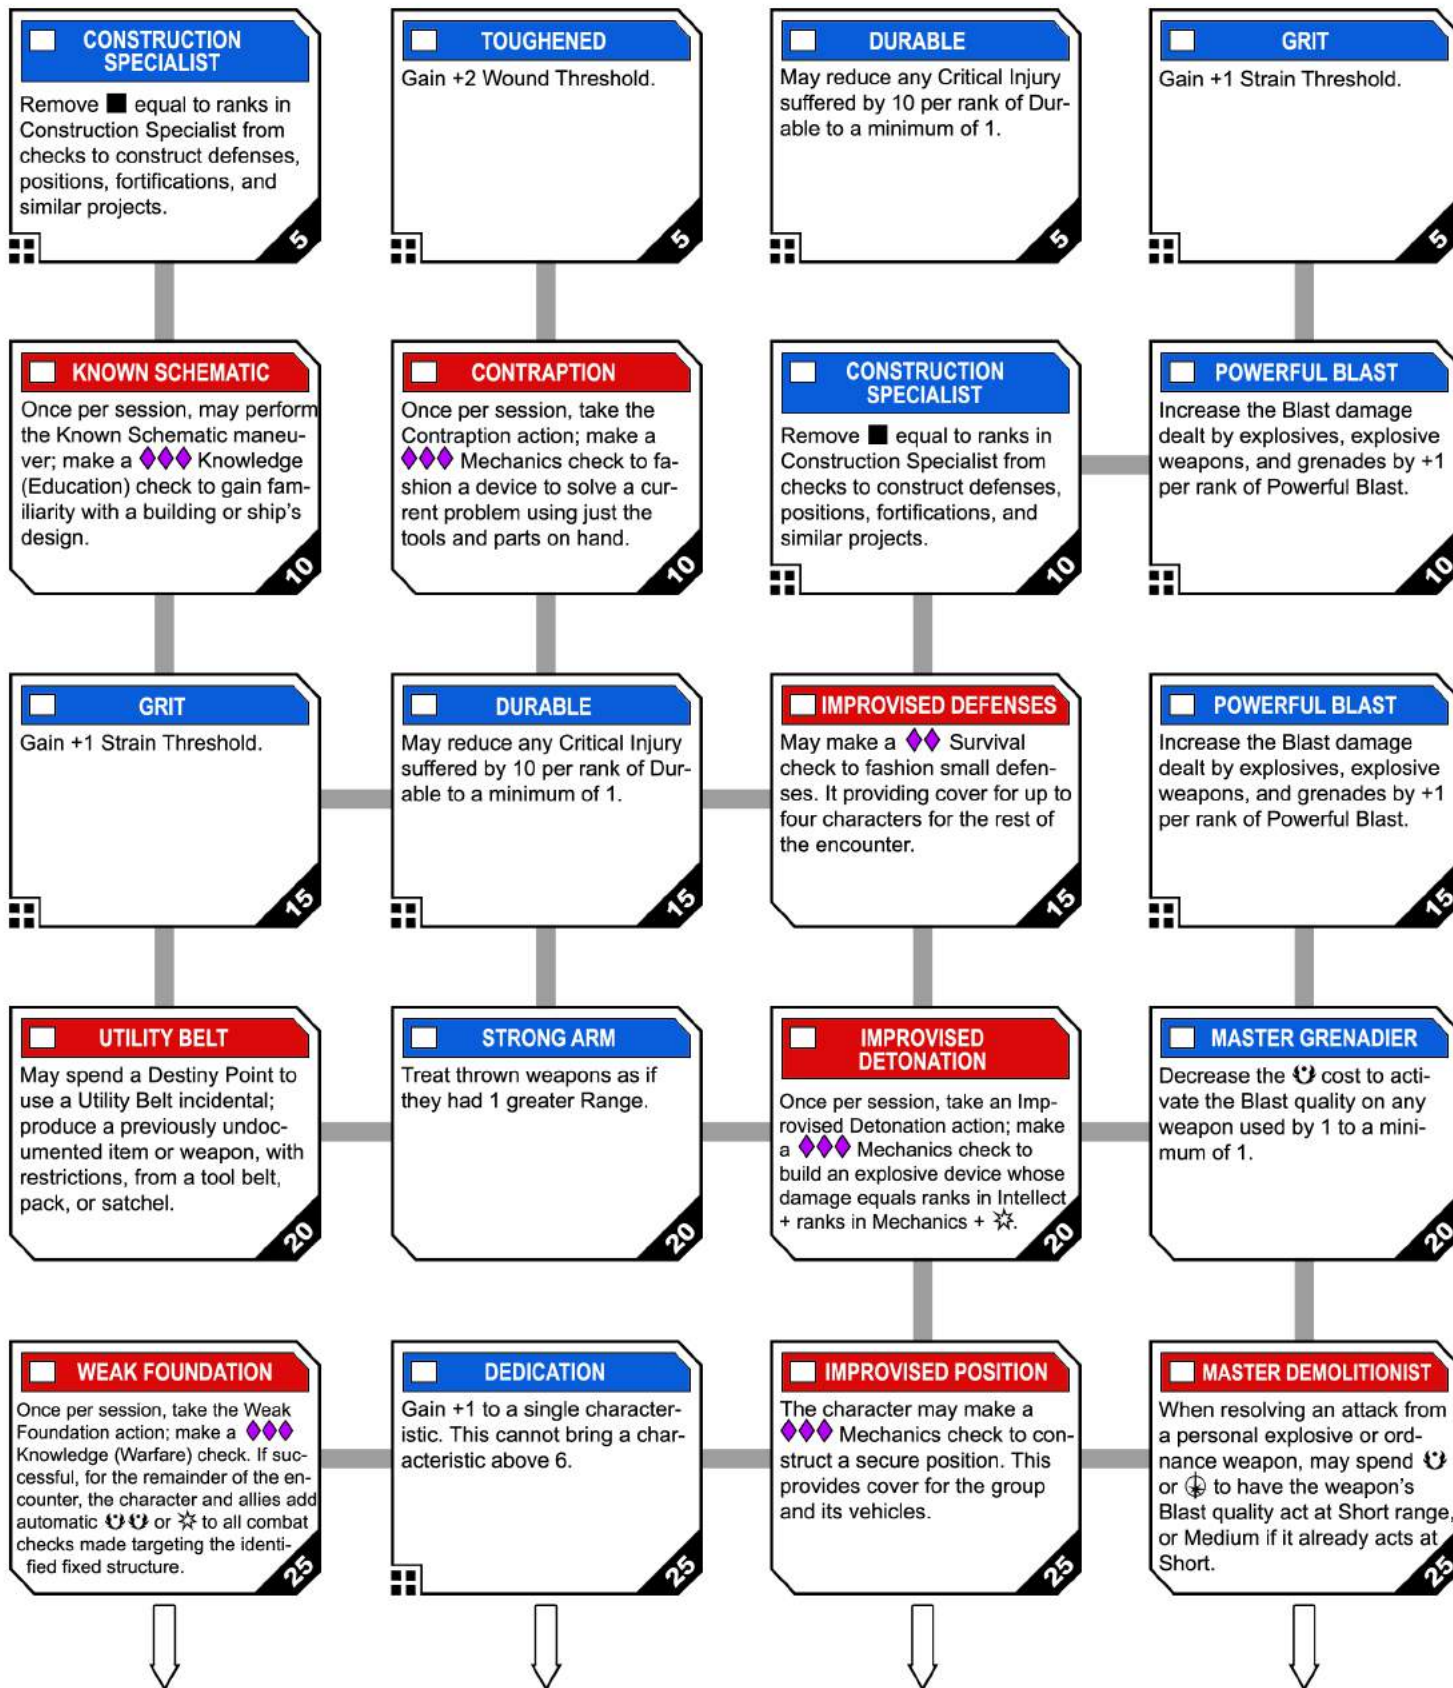 CONSTRUCTION
SPECIALIST
Remove ■ equal to ranks in
Construction Specialist from
checks to construct defenses,
positions, fortifications, and
similar projects.
5
TOUGHENED
Gain +2 Wound Threshold.
5
DURABLE
May reduce any Critical Injury
suffered by 10 per rank of Dur-
able to a minimum of 1.
5
GRIT
Gain +1 Strain Threshold.
5
KNOWN SCHEMATIC
Once per session, may perform
the Known Schematic maneu-
ver; make a ♦♦♦ Knowledge
(Education) check to gain fam-
iliarity with a building or ship's
design.
10
CONTRAPTION
Once per session, take the
Contraption action; make a
♦♦♦ Mechanics check to fa-
shion a device to solve a cur-
rent problem using just the
tools and parts on hand.
10
CONSTRUCTION
SPECIALIST
Remove ■ equal to ranks in
Construction Specialist from
checks to construct defenses,
positions, fortifications, and
similar projects.
10
POWERFUL BLAST
Increase the Blast damage
dealt by explosives, explosive
weapons, and grenades by +1
per rank of Powerful Blast.
10
GRIT
Gain +1 Strain Threshold.
15
DURABLE
May reduce any Critical Injury
suffered by 10 per rank of Dur-
able to a minimum of 1.
15
IMPROVISED DEFENSES
May make a ♦♦ Survival
check to fashion small defen-
ses. It providing cover for up to
four characters for the rest of
the encounter.
15
POWERFUL BLAST
Increase the Blast damage
dealt by explosives, explosive
weapons, and grenades by +1
per rank of Powerful Blast.
15
UTILITY BELT
May spend a Destiny Point to
use a Utility Belt incidental;
produce a previously undoc-
umented item or weapon, with
restrictions, from a tool belt,
pack, or satchel.
20
STRONG ARM
Treat thrown weapons as if
they had 1 greater Range.
20
IMPROVISED
DETONATION
Once per session, take an Imp-
rovised Detonation action; make
a ♦♦♦ Mechanics check to
build an explosive device whose
damage equals ranks in Intellect
+ ranks in Mechanics + .
20
MASTER GRENADIER
Decrease the cost to acti-
vate the Blast quality on any
weapon used by 1 to a mini-
mum of 1.
20
WEAK FOUNDATION
Once per session, take the Weak
Foundation action; make a ♦♦♦
Knowledge (Warfare) check. If suc-
cessful, for the remainder of the en-
counter, the character and allies add
automatic or to all combat
checks made targeting the identi-
fied fixed structure.
25
DEDICATION
Gain +1 to a single character-
istic. This cannot bring a char-
acteristic above 6.
25
IMPROVISED POSITION
The character may make a
♦♦♦ Mechanics check to con-
struct a secure position. This
provides cover for the group
and its vehicles.
25
MASTER DEMOLITIONIST
When resolving an attack from
a personal explosive or ord-
nance weapon, may spend
or to have the weapon's
Blast quality act at Short range,
or Medium if it already acts at
Short.
25